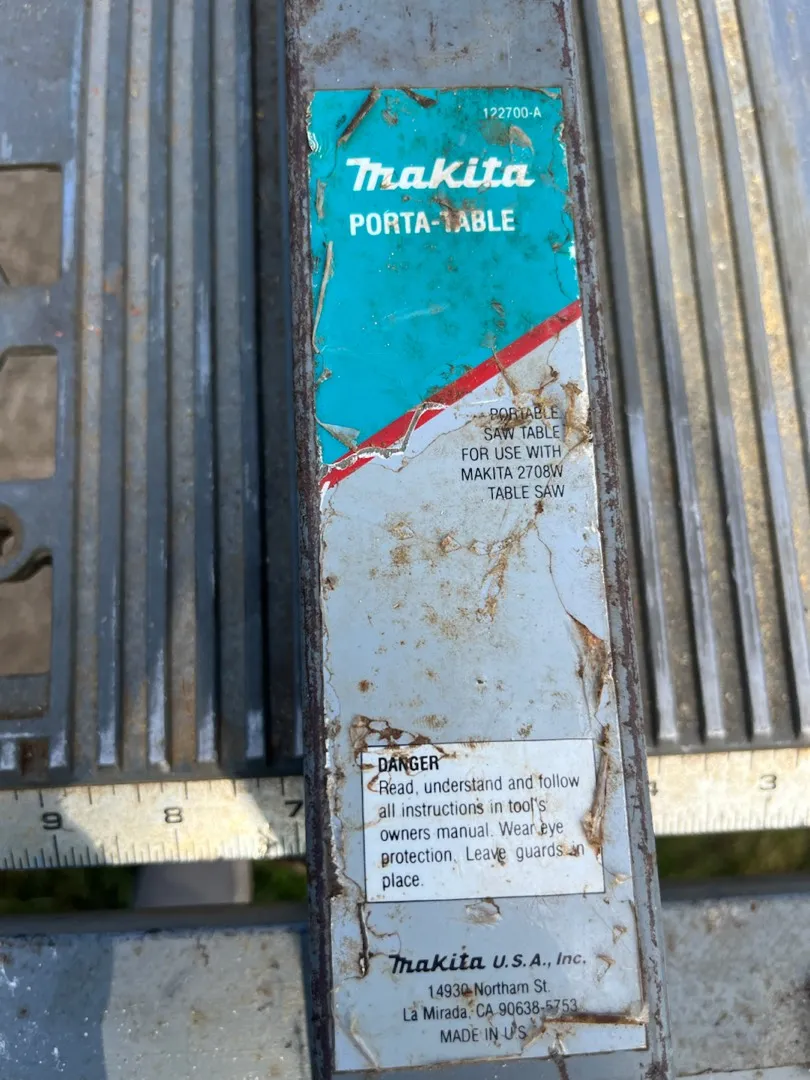 122700-A
Makita
PORTA-TABLE
PORTABLE
SAW TABLE
FOR USE WITH
MAKITA 2708W
TABLE SAW
DANGER
Read, understand and follow
all instructions in tool's
owners manual. Wear eye
protection. Leave guards in
place.
9 8 7 4 3
Makita U.S.A., Inc.
14930 Northam St.
La Mirada, CA 90638-5753
MADE IN U S